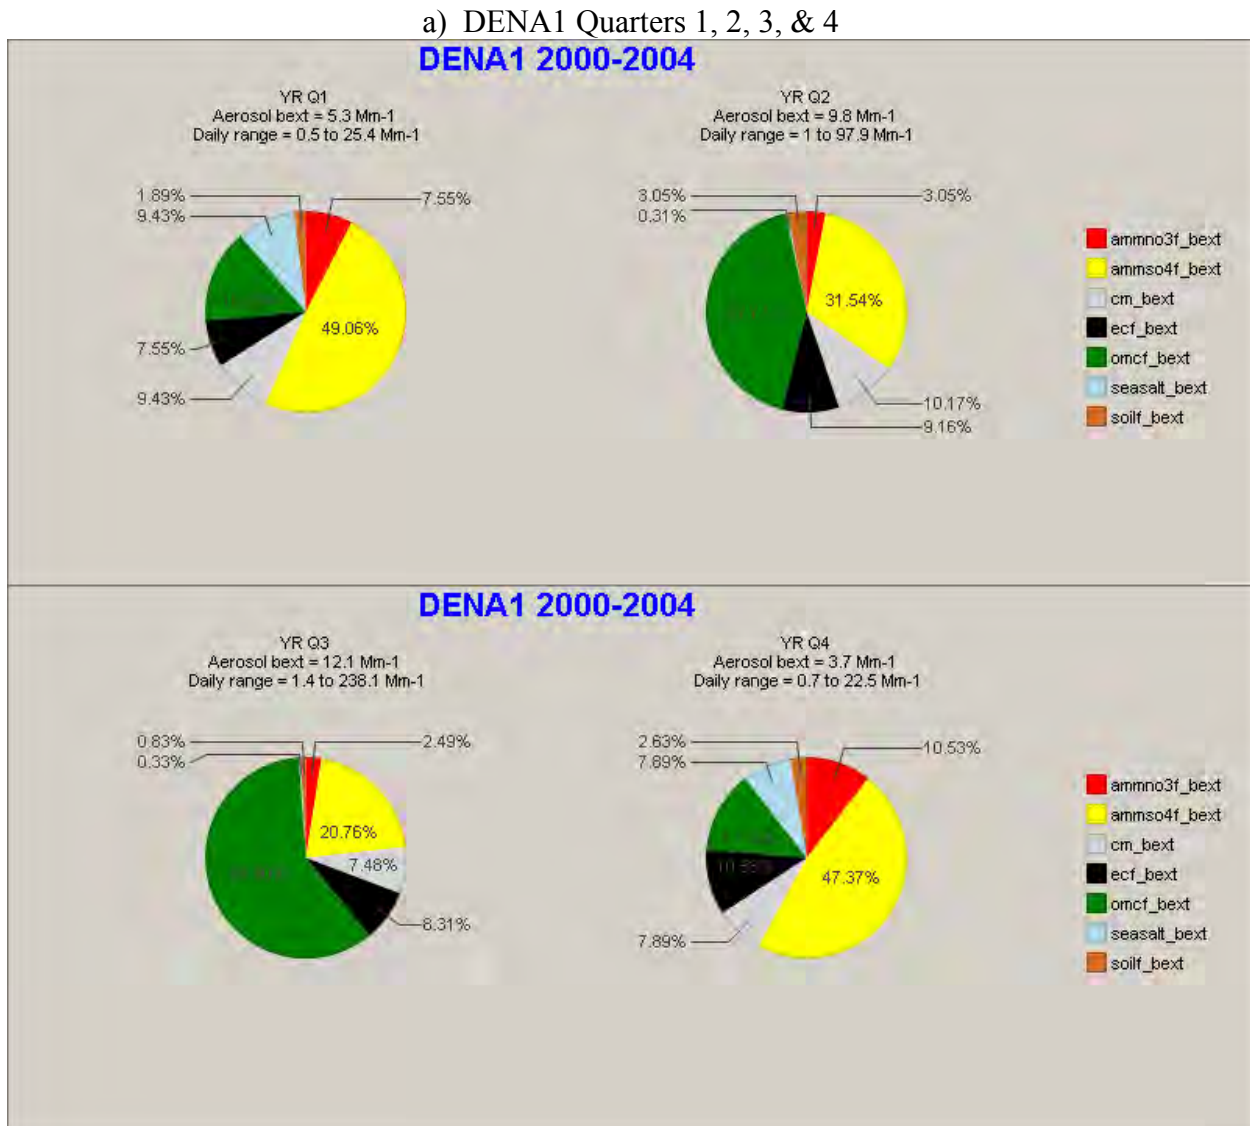 a) DENA1 Quarters 1, 2, 3, & 4
DENA1 2000-2004
YR Q1
Aerosol bext = 5.3 Mm-1
Daily range = 0.5 to 25.4 Mm-1
1.89%
7.55%
9.43%
49.06%
7.55%
9.43%
YR Q2
Aerosol bext = 9.8 Mm-1
Daily range = 1 to 97.9 Mm-1
3.05%
3.05%
0.31%
31.54%
10.17%
9.16%
ammno3f_bext
ammso4f_bext
cm_bext
ecf_bext
omcf_bext
seasalt_bext
soilf_bext
DENA1 2000-2004
YR Q3
Aerosol bext = 12.1 Mm-1
Daily range = 1.4 to 238.1 Mm-1
0.83%
2.49%
0.33%
20.76%
7.48%
8.31%
YR Q4
Aerosol bext = 3.7 Mm-1
Daily range = 0.7 to 22.5 Mm-1
2.63%
10.53%
7.89%
10.53%
47.37%
7.89%
ammno3f_bext
ammso4f_bext
cm_bext
ecf_bext
omcf_bext
seasalt_bext
soilf_bext